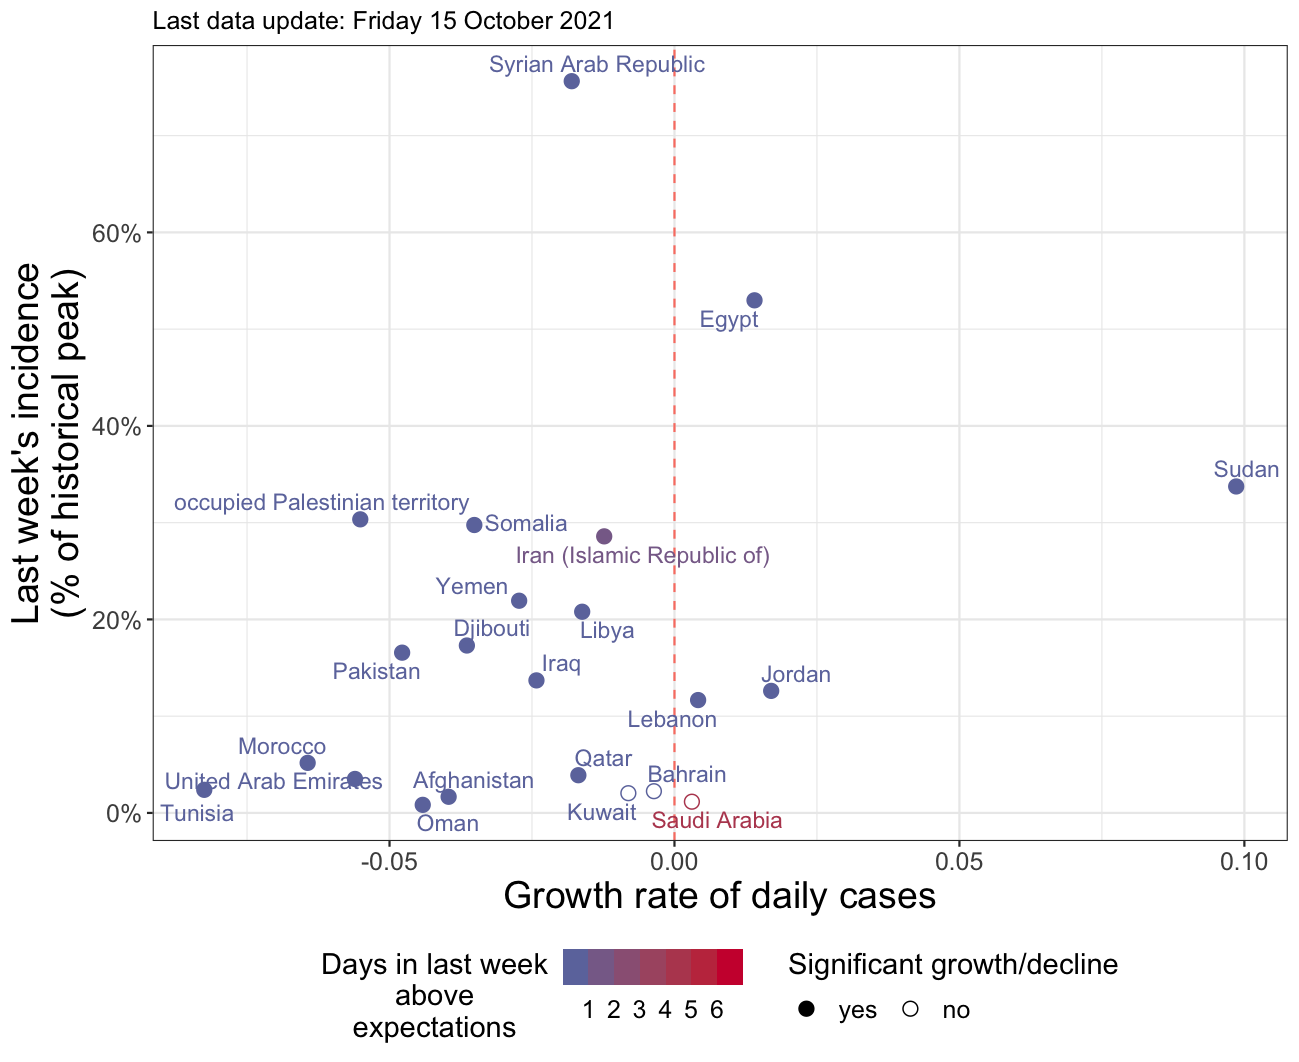 Last data update: Friday 15 October 2021
Syrian Arab Republic
Egypt
Sudan
occupied Palestinian territory
Somalia
Iran (Islamic Republic of)
Yemen
Libya
Djibouti
Pakistan
Iraq
Jordan
Lebanon
Morocco
Qatar
Bahrain
United Arab Emirates
Afghanistan
Tunisia
Kuwait
Oman
Saudi Arabia
60%
40%
20%
0%
Last week's incidence
(% of historical peak)
-0.05 0.00 0.05 0.10
Growth rate of daily cases
Days in last week
above
expectations
1 2 3 4 5 6
Significant growth/decline
yes no